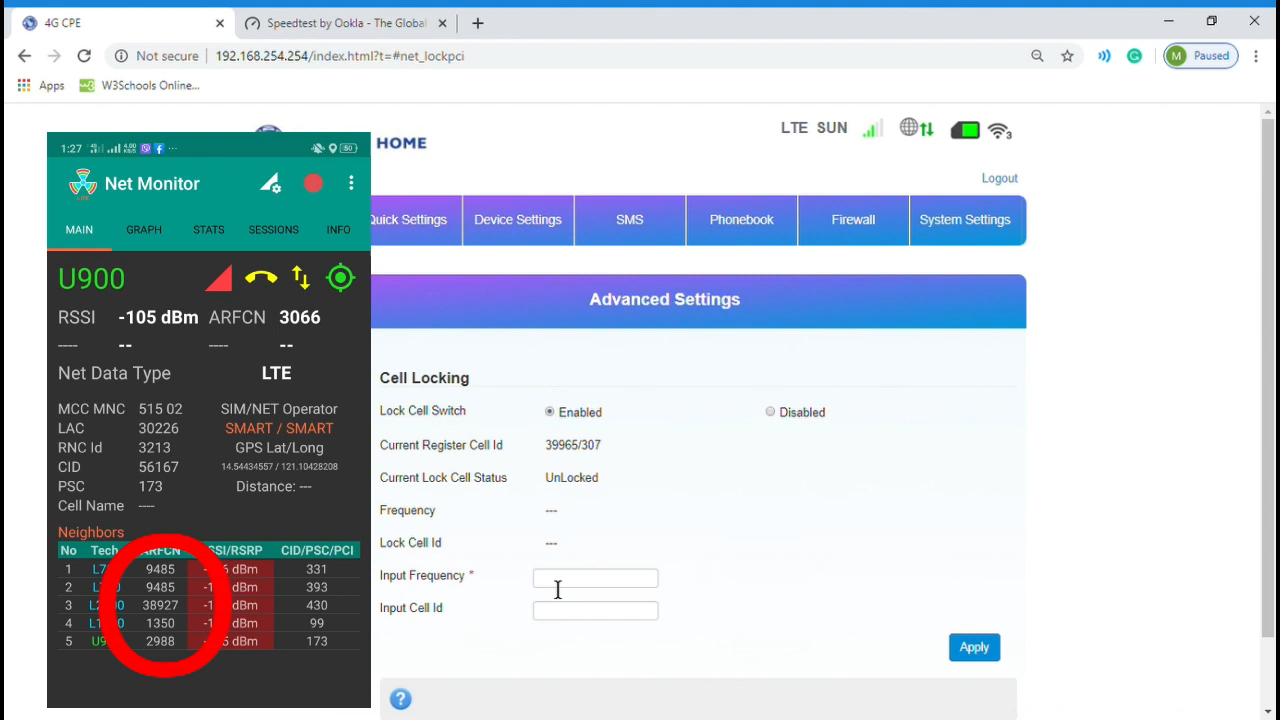 4G CPE
Speedtest by Ookla - The Global
Not secure 192.168.254.254/index.html?t=#net_lockpci
M Paused
Apps W3Schools Online...
LTE SUN
3
HOME
Logout
Quick Settings Device Settings SMS Phonebook Firewall System Settings
Advanced Settings
Cell Locking
Lock Cell Switch Enabled Disabled
Current Register Cell Id 39965/307
Current Lock Cell Status UnLocked
Frequency ---
Lock Cell Id ---
Input Frequency *
Input Cell Id
Apply
?
1:27
Net Monitor
MAIN GRAPH STATS SESSIONS INFO
U900
RSSI -105 dBm ARFCN 3066
---- -- ---- --
Net Data Type LTE
MCC MNC 515 02 SIM/NET Operator
LAC 30226 SMART / SMART
RNC Id 3213 GPS Lat/Long
CID 56167 14.54434557 / 121.10428208
PSC 173 Distance: ---
Cell Name ----
Neighbors
No Tech ARFCN CID/PSC/PCI
1 9485 dBm 331
2 9485 dBm 393
3 38927 dBm 430
4 1350 dBm 99
5 2988 dBm 173